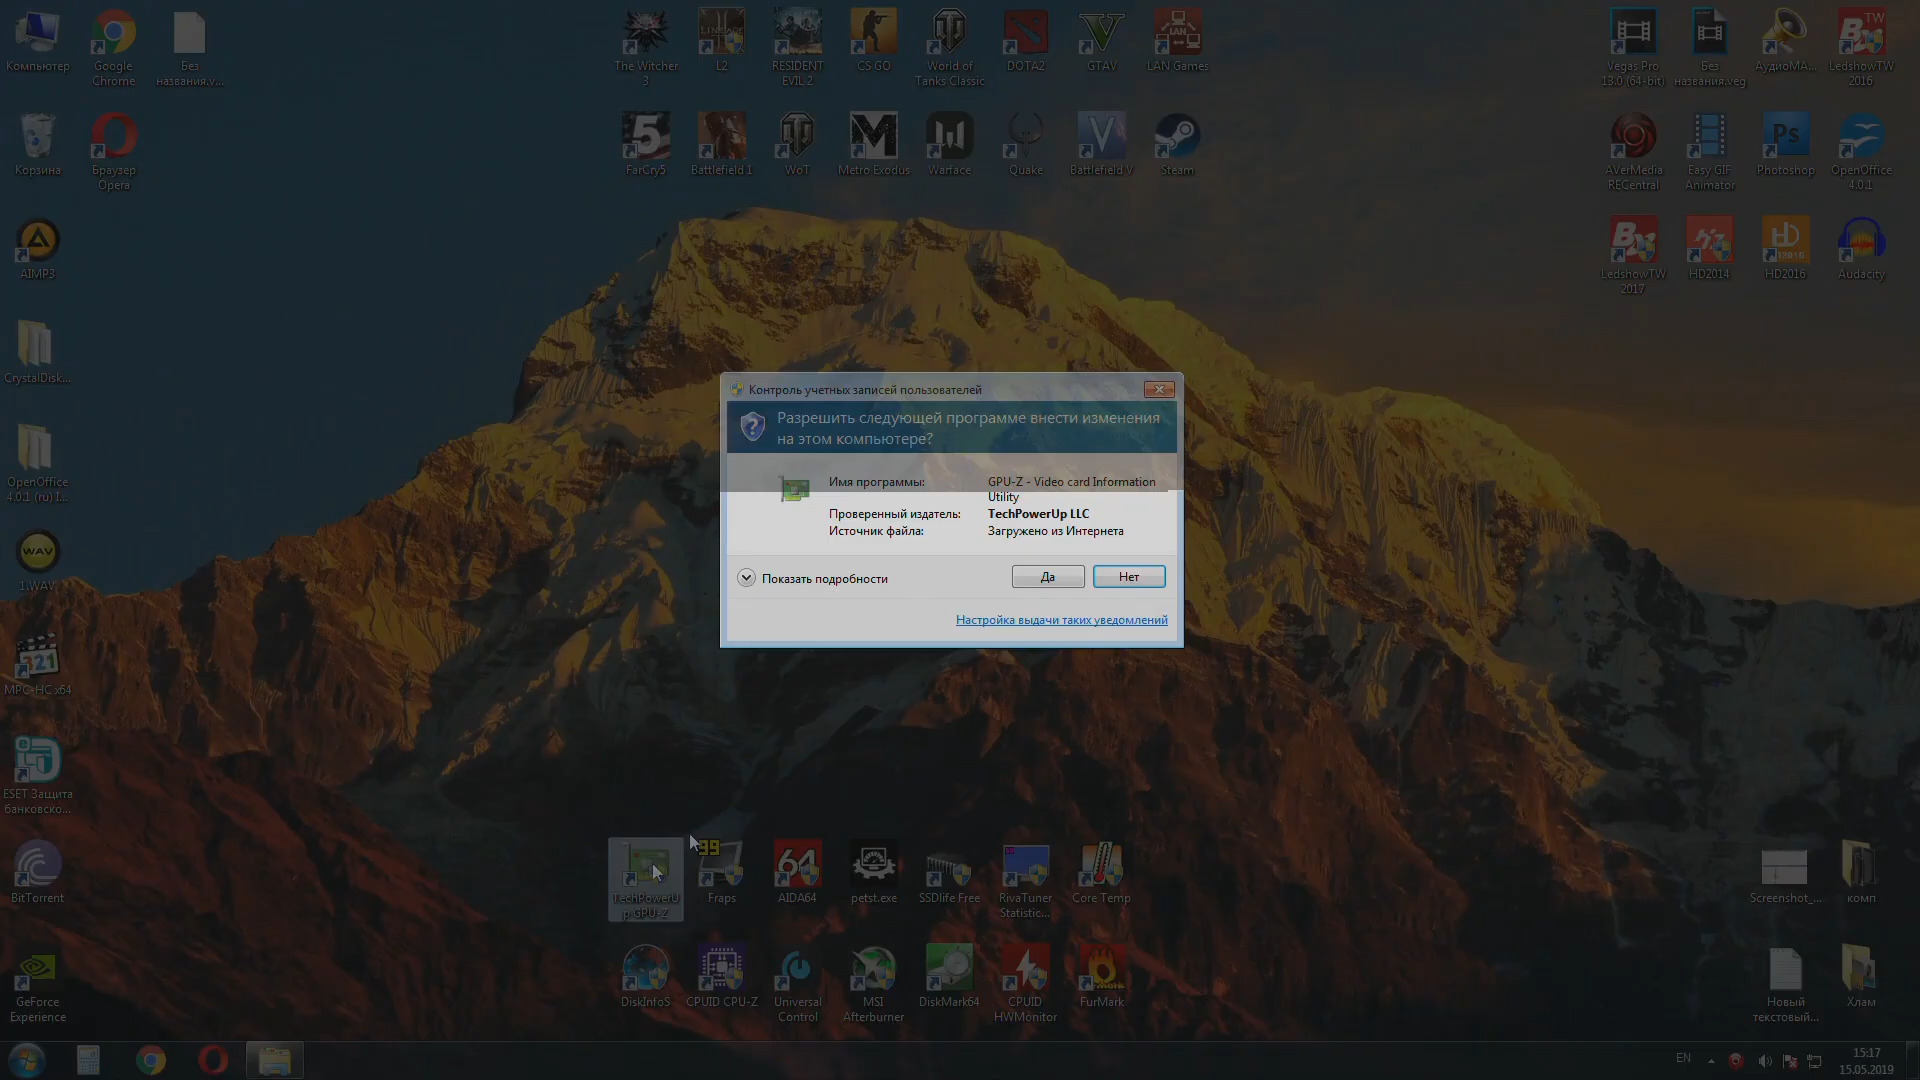 Компьютер
Google
Chrome
Без
названия.v...
The Witcher
3
L2
RESIDENT
EVIL 2
CS GO
World of
Tanks Classic
DOTA2
GTAV
LAN Games
Vegas Pro
13.0 (64-bit)
Без
названия.veg
АудиоМА...
LedshowTW
2016
Корзина
Браузер
Opera
FarCry5
Battlefield 1
WoT
Metro Exodus
Warface
Quake
Battlefield V
Steam
AVerMedia
RECentral
Easy GIF
Animator
Photoshop
OpenOffice
4.0.1
AIMP3
LedshowTW
2017
HD2014
HD2016
Audacity
CrystalDisk...
OpenOffice
4.0.1 (ru) I...
WAV
1.WAV
MPC-HC x64
ESET Защита
банковско...
BitTorrent
GeForce
Experience
Контроль учетных записей пользователей
Разрешить следующей программе внести изменения
на этом компьютере?
Имя программы: GPU-Z - Video card Information
Utility
Проверенный издатель: TechPowerUp LLC
Источник файла: Загружено из Интернета
Показать подробности
Да
Нет
Настройка выдачи таких уведомлений
TechPowerU
p GPU-Z
99
Fraps
64
AIDA64
petst.exe
SSDlife Free
RivaTuner
Statistic...
Core Temp
Screenshot_...
комп
DiskInfoS
CPUID CPU-Z
Universal
Control
MSI
Afterburner
DiskMark64
CPUID
HWMonitor
FurMark
Новый
текстовый...
Хлам
EN
15:17
15.05.2019